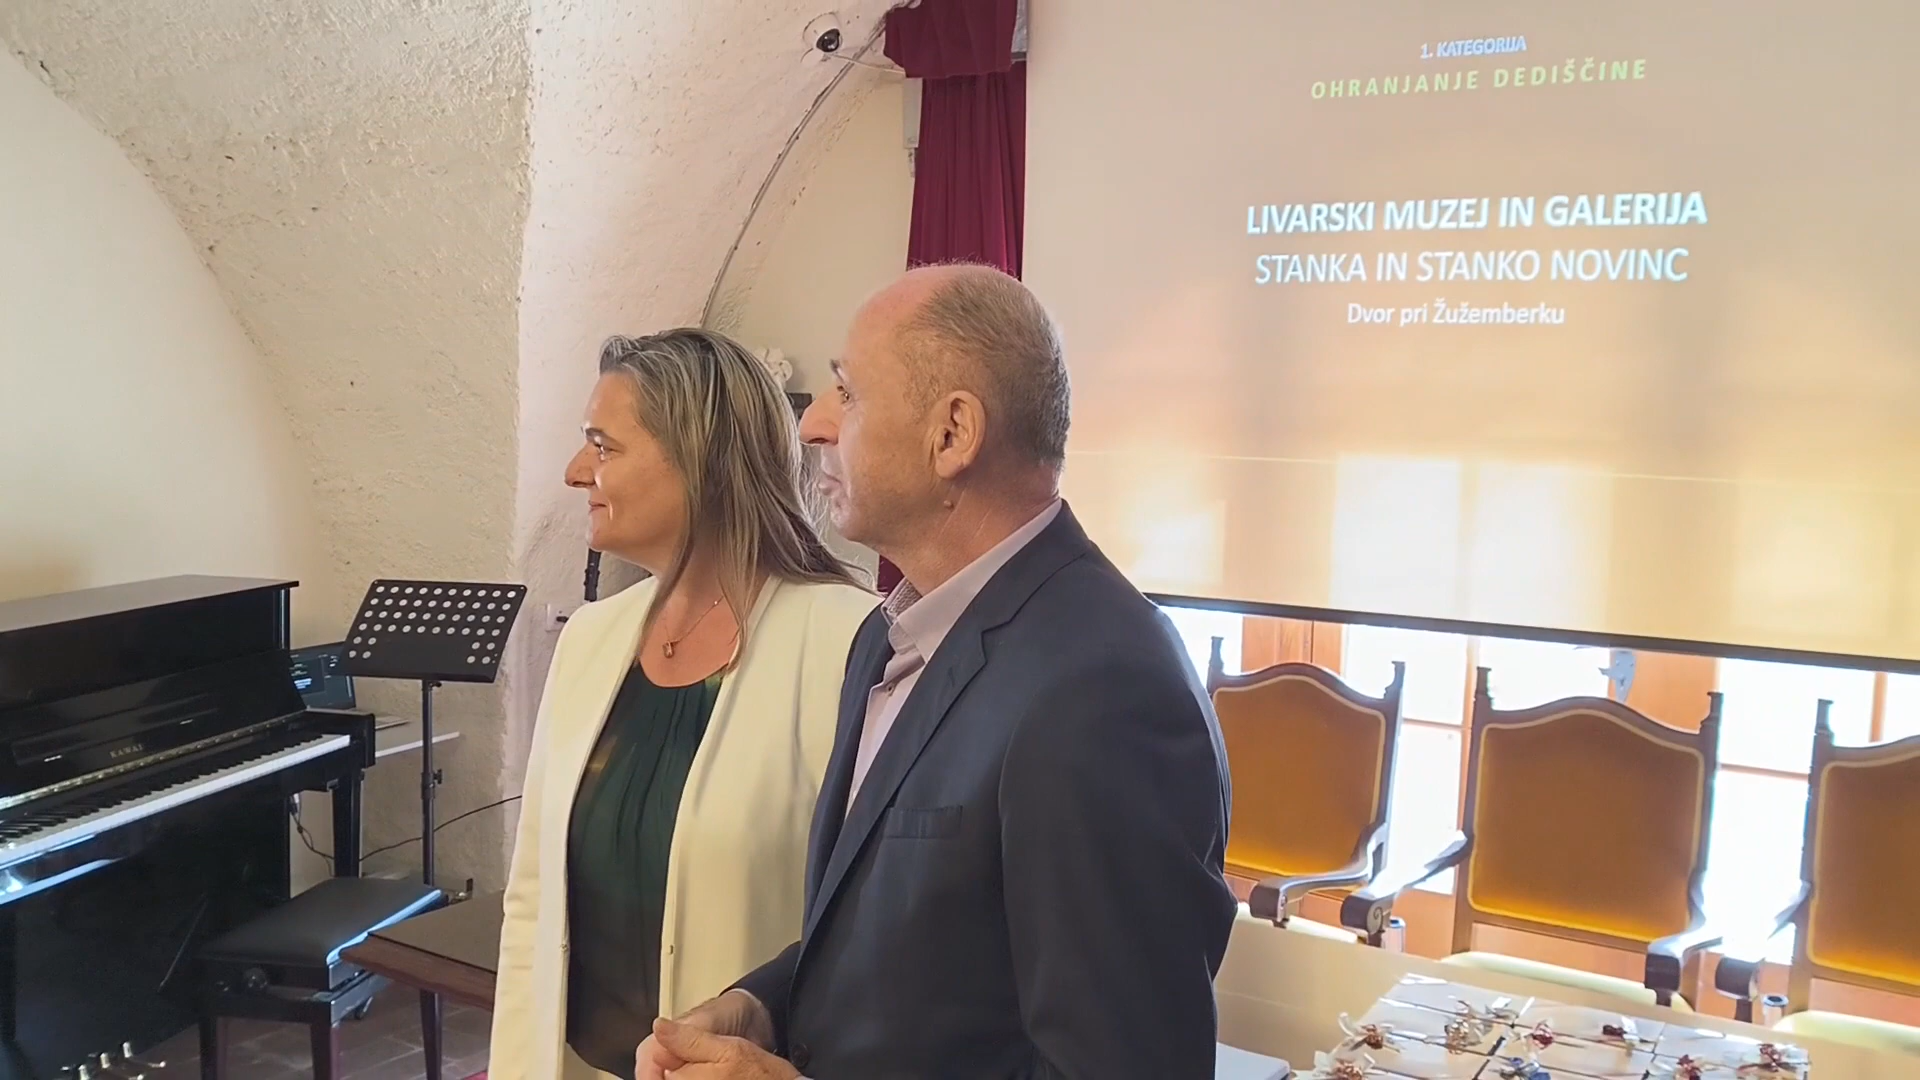 1. KATEGORIJA
OHRANJANJE DEDIŠČINE
LIVARSKI MUZEJ IN GALERIJA
STANKA IN STANKO NOVINC
Dvor pri Žužemberku
KAWAI